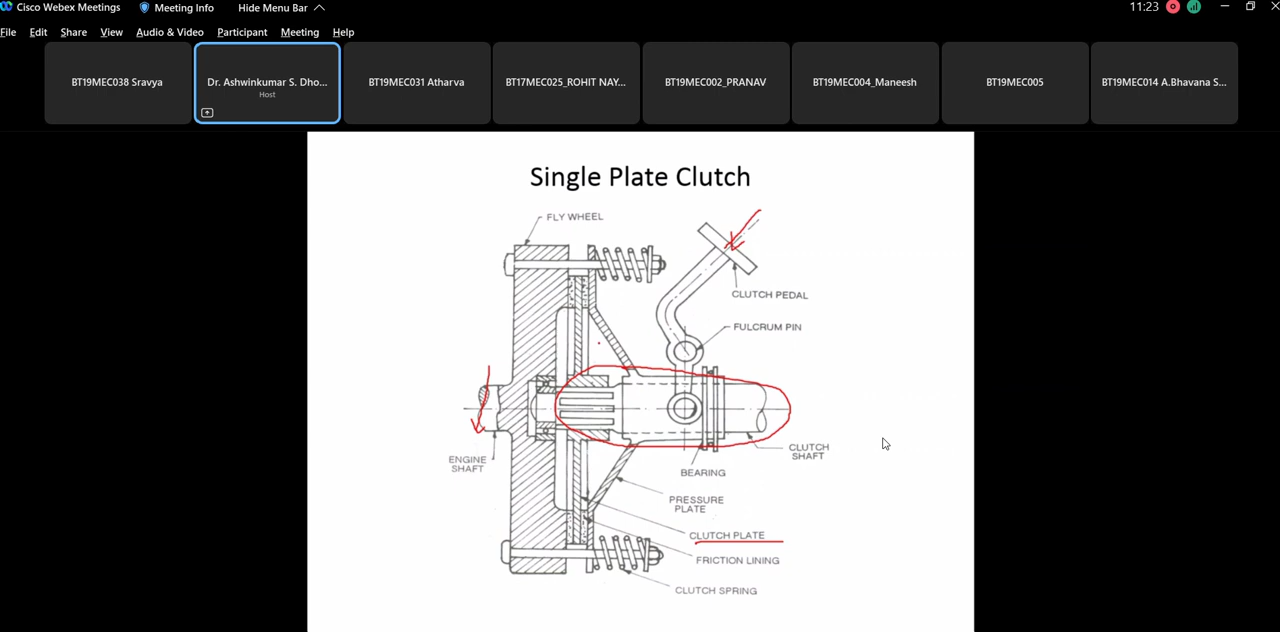 Cisco Webex Meetings Meeting Info Hide Menu Bar 11:23
File Edit Share View Audio & Video Participant Meeting Help
BT19MEC038 Sravya
Dr. Ashwinkumar S. Dho...
Host
BT19MEC031 Atharva
BT17MEC025_ROHIT NAY...
BT19MEC002_PRANAV
BT19MEC004_Maneesh
BT19MEC005
BT19MEC014 A.Bhavana S...
Single Plate Clutch
FLY WHEEL
CLUTCH PEDAL
FULCRUM PIN
ENGINE
SHAFT
CLUTCH
SHAFT
BEARING
PRESSURE
PLATE
CLUTCH PLATE
FRICTION LINING
CLUTCH SPRING